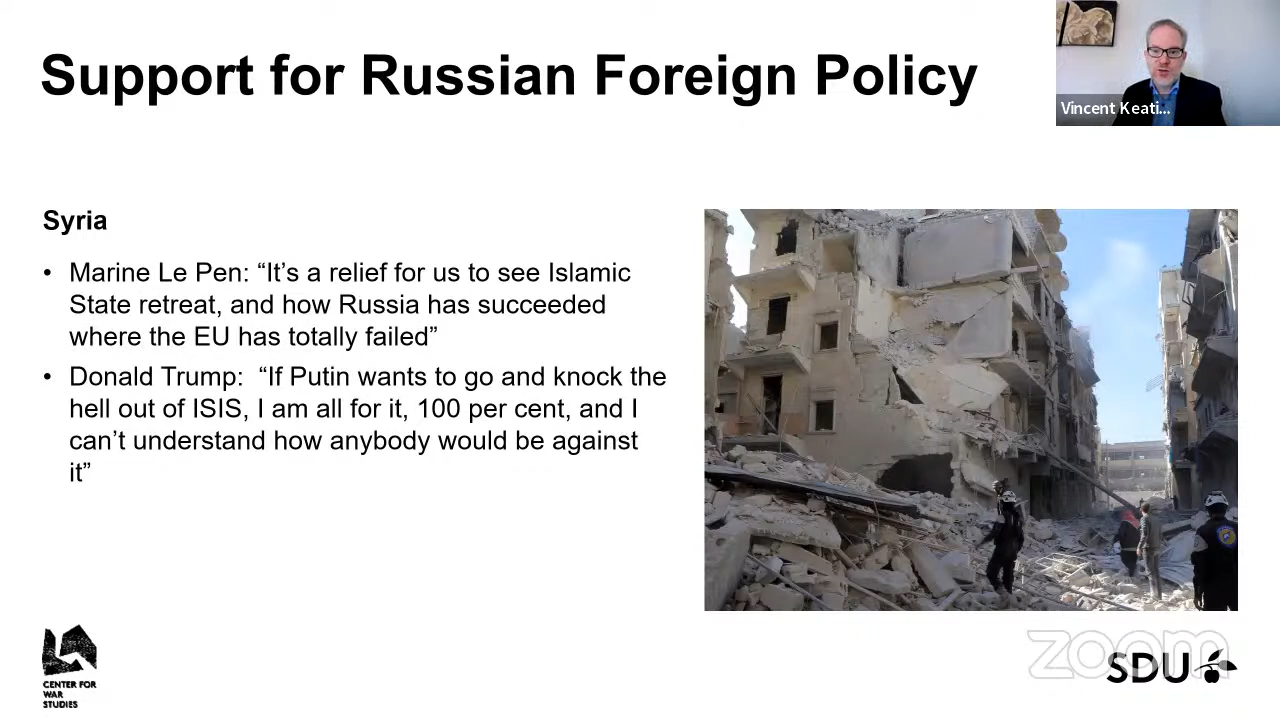 Support for Russian Foreign Policy
Vincent Keati...
Syria
• Marine Le Pen: “It’s a relief for us to see Islamic
State retreat, and how Russia has succeeded
where the EU has totally failed”
• Donald Trump:  “If Putin wants to go and knock the
hell out of ISIS, I am all for it, 100 per cent, and I
can’t understand how anybody would be against
it”
CENTER FOR
WAR
STUDIES
zoom
SDU